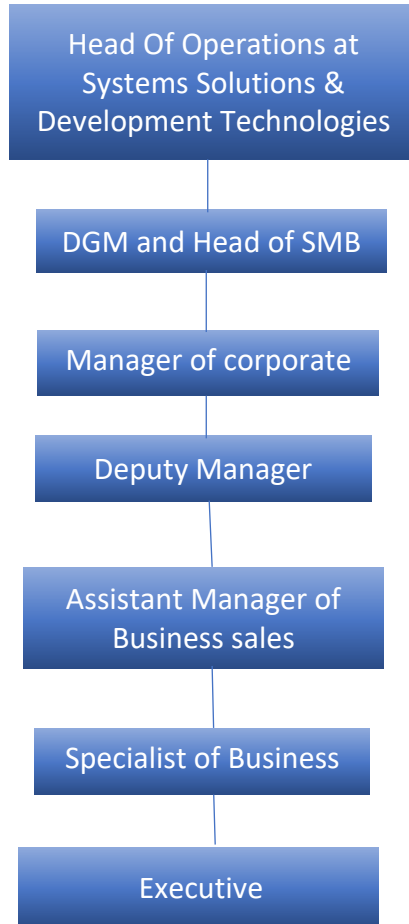 Head Of Operations at
Systems Solutions &
Development Technologies
DGM and Head of SMB
Manager of corporate
Deputy Manager
Assistant Manager of
Business sales
Specialist of Business
Executive